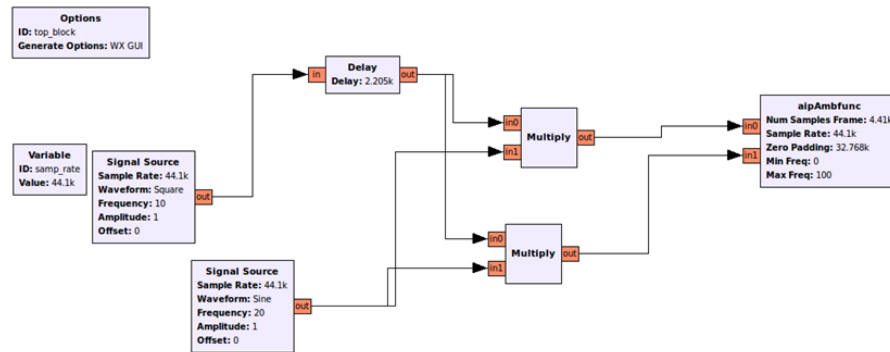 Options
ID: top_block
Generate Options: WX GUI
Delay
Delay: 2.205k
in
out
Variable
ID: samp_rate
Value: 44.1k
Signal Source
Sample Rate: 44.1k
Waveform: Square
Frequency: 10
Amplitude: 1
Offset: 0
out
Signal Source
Sample Rate: 44.1k
Waveform: Sine
Frequency: 20
Amplitude: 1
Offset: 0
out
in0
in1
Multiply
out
in0
in1
Multiply
out
in0
in1
aipAmbfunc
Num Samples Frame: 4.41k
Sample Rate: 44.1k
Zero Padding: 32.768k
Min Freq: 0
Max Freq: 100